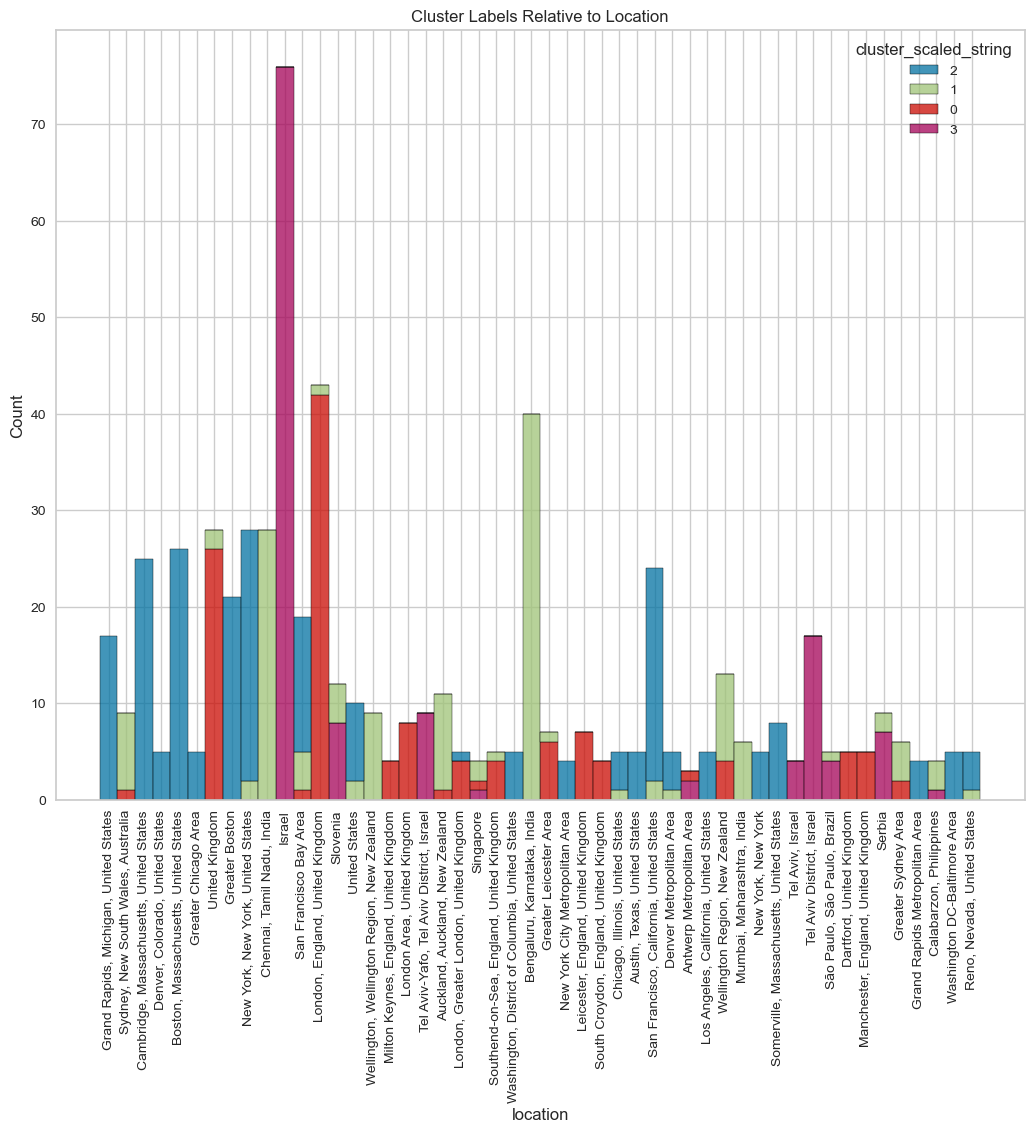 Cluster Labels Relative to Location
cluster_scaled_string
2
1
0
3
Count
70
60
50
40
30
20
10
0
Grand Rapids, Michigan, United States
Sydney, New South Wales, Australia
Cambridge, Massachusetts, United States
Denver, Colorado, United States
Boston, Massachusetts, United States
Greater Chicago Area
United Kingdom
Greater Boston
New York, New York, United States
Chennai, Tamil Nadu, India
Israel
San Francisco Bay Area
London, England, United Kingdom
Slovenia
United States
Wellington, Wellington Region, New Zealand
Milton Keynes, England, United Kingdom
London Area, United Kingdom
Tel Aviv-Yafo, Tel Aviv District, Israel
Auckland, Auckland, New Zealand
London, Greater London, United Kingdom
Singapore
Southend-on-Sea, England, United Kingdom
Washington, District of Columbia, United States
Bengaluru, Karnataka, India
Greater Leicester Area
New York City Metropolitan Area
Leicester, England, United Kingdom
South Croydon, England, United Kingdom
Chicago, Illinois, United States
Austin, Texas, United States
San Francisco, California, United States
Denver Metropolitan Area
Antwerp Metropolitan Area
Los Angeles, California, United States
Wellington Region, New Zealand
Mumbai, Maharashtra, India
New York, New York
Somerville, Massachusetts, United States
Tel Aviv, Israel
Tel Aviv District, Israel
São Paulo, São Paulo, Brazil
Dartford, United Kingdom
Manchester, England, United Kingdom
Serbia
Greater Sydney Area
Grand Rapids Metropolitan Area
Calabarzon, Philippines
Washington DC-Baltimore Area
Reno, Nevada, United States
location